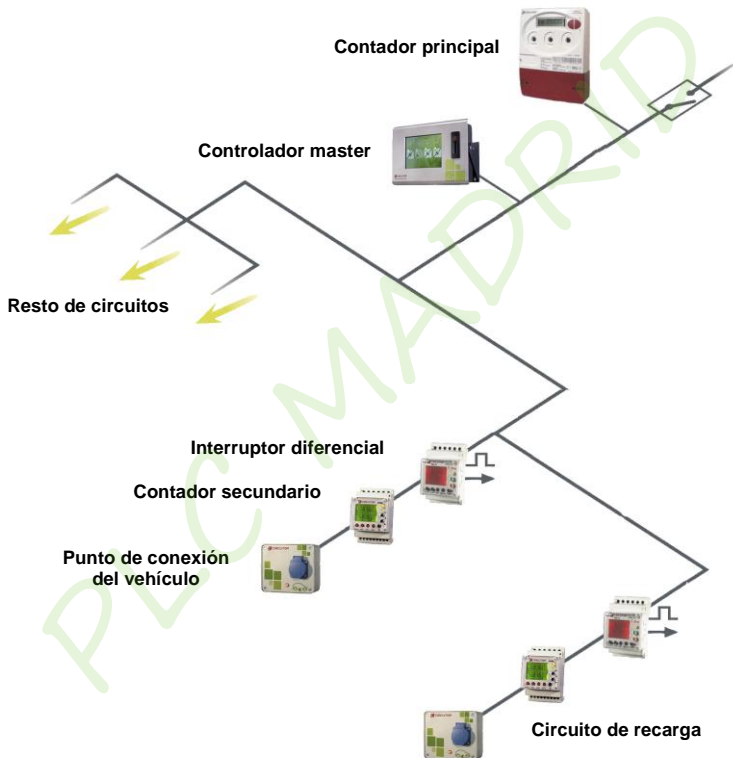 Contador principal
Controlador master
Resto de circuitos
Interruptor diferencial
Contador secundario
Punto de conexión
del vehículo
Circuito de recarga
PLC MADRID